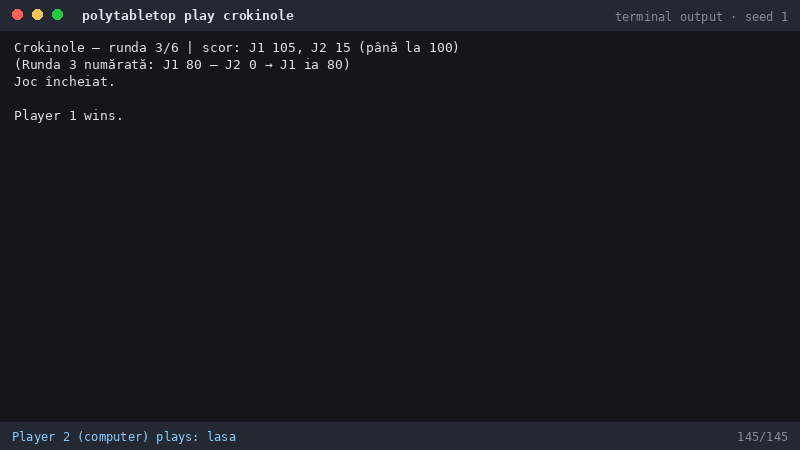 polytabletop play crokinole
terminal output · seed 1
Crokinole — runda 3/6 | scor: J1 105, J2 15 (până la 100)
(Runda 3 numărată: J1 80 — J2 0 → J1 ia 80)
Joc încheiat.
Player 1 wins.
Player 2 (computer) plays: lasa
145/145